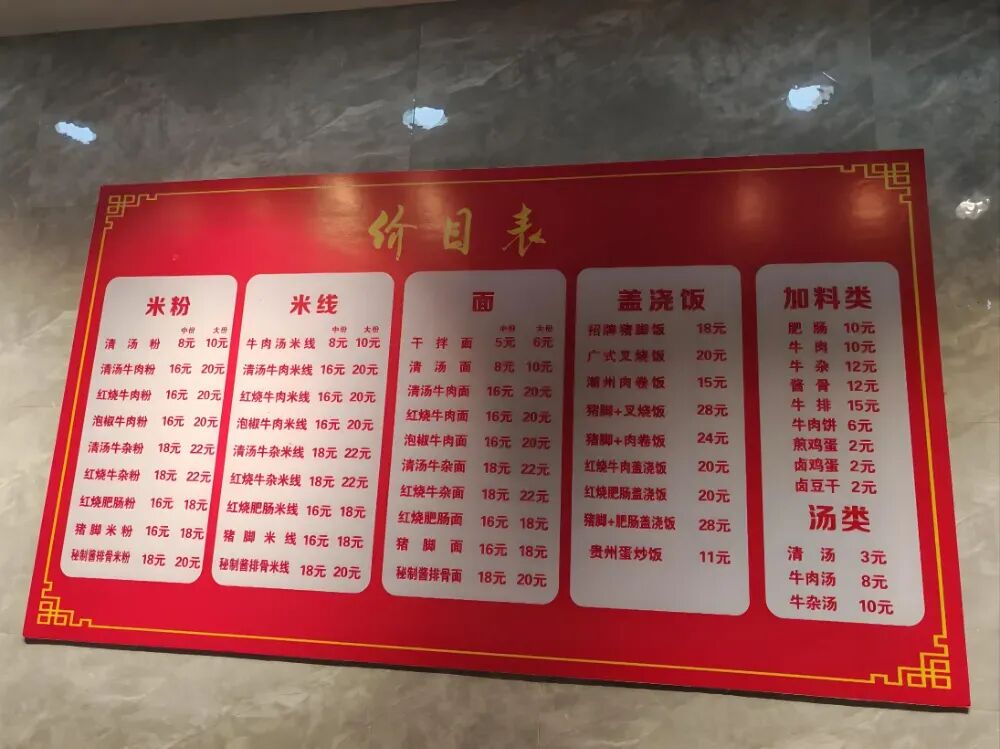 价目表
米粉
中份 大份
清汤粉 8元 10元
清汤牛肉粉 16元 20元
红烧牛肉粉 16元 20元
泡椒牛肉粉 16元 20元
清汤牛杂粉 18元 22元
红烧牛杂粉 18元 22元
红烧肥肠粉 16元 18元
猪脚米粉 16元 18元
秘制酱排骨米粉 18元 20元
米线
中份 大份
牛肉汤米线 8元 10元
清汤牛肉米线 16元 20元
红烧牛肉米线 16元 20元
泡椒牛肉米线 16元 20元
清汤牛杂米线 18元 22元
红烧牛杂米线 18元 22元
红烧肥肠米线 16元 18元
猪脚米线 16元 18元
秘制酱排骨米线 18元 20元
面
中份 大份
干拌面 5元 6元
清汤面 8元 10元
清汤牛肉面 16元 20元
红烧牛肉面 16元 20元
泡椒牛肉面 16元 20元
清汤牛杂面 18元 22元
红烧牛杂面 18元 22元
红烧肥肠面 16元 18元
猪脚面 16元 18元
秘制酱排骨面 18元 20元
盖浇饭
招牌猪脚饭 18元
广式叉烧饭 20元
潮州肉卷饭 15元
猪脚+叉烧饭 28元
猪脚+肉卷饭 24元
红烧牛肉盖浇饭 20元
红烧肥肠盖浇饭 20元
猪脚+肥肠盖浇饭 28元
贵州蛋炒饭 11元
加料类
肥肠 10元
牛肉 10元
牛杂 12元
酱骨 12元
牛排 15元
牛肉饼 6元
煎鸡蛋 2元
卤鸡蛋 2元
卤豆干 2元
汤类
清汤 3元
牛肉汤 8元
牛杂汤 10元